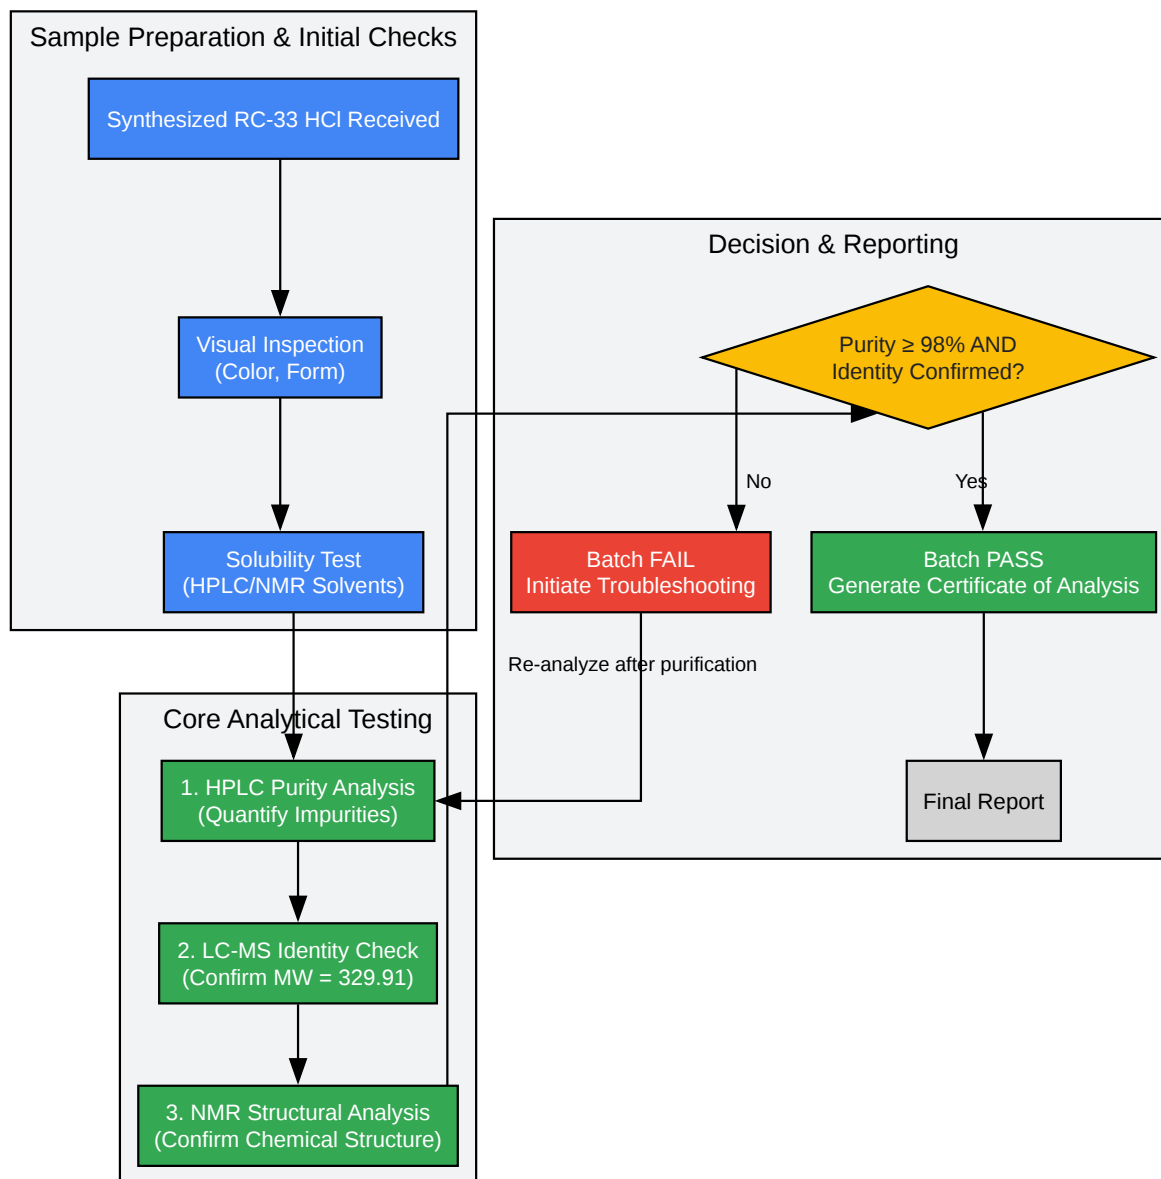 Sample Preparation & Initial Checks
Synthesized RC-33 HCl Received
Visual Inspection
(Color, Form)
Solubility Test
(HPLC/NMR Solvents)
Decision & Reporting
Purity ≥ 98% AND
Identity Confirmed?
No
Yes
Batch FAIL
Initiate Troubleshooting
Batch PASS
Generate Certificate of Analysis
Re-analyze after purification
Final Report
Core Analytical Testing
1. HPLC Purity Analysis
(Quantify Impurities)
2. LC-MS Identity Check
(Confirm MW = 329.91)
3. NMR Structural Analysis
(Confirm Chemical Structure)